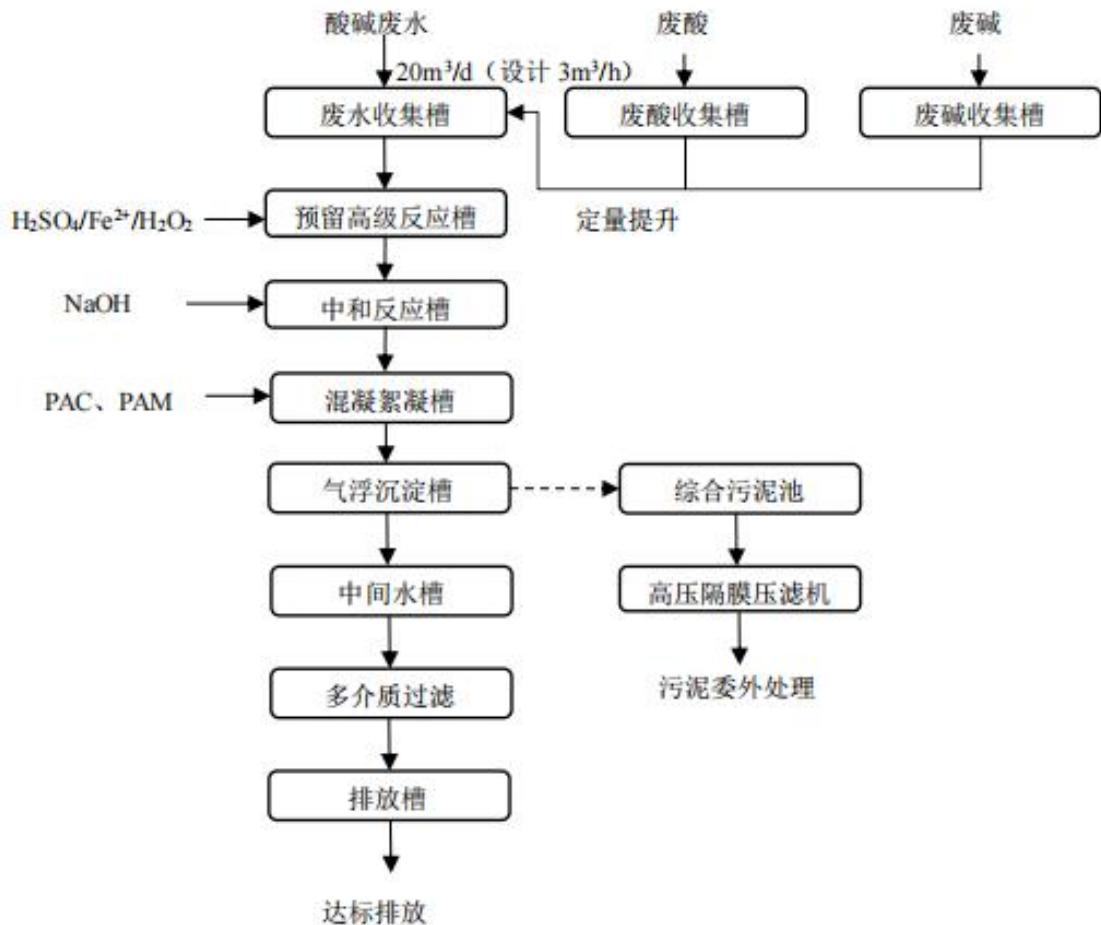 酸碱废水
废酸
废碱
20m³/d（设计 3m³/h）
废水收集槽
废酸收集槽
废碱收集槽
H₂SO₄/Fe²⁺/H₂O₂
预留高级反应槽
定量提升
NaOH
中和反应槽
PAC、PAM
混凝絮凝槽
气浮沉淀槽
综合污泥池
中间水槽
高压隔膜压滤机
多介质过滤
污泥委外处理
排放槽
达标排放